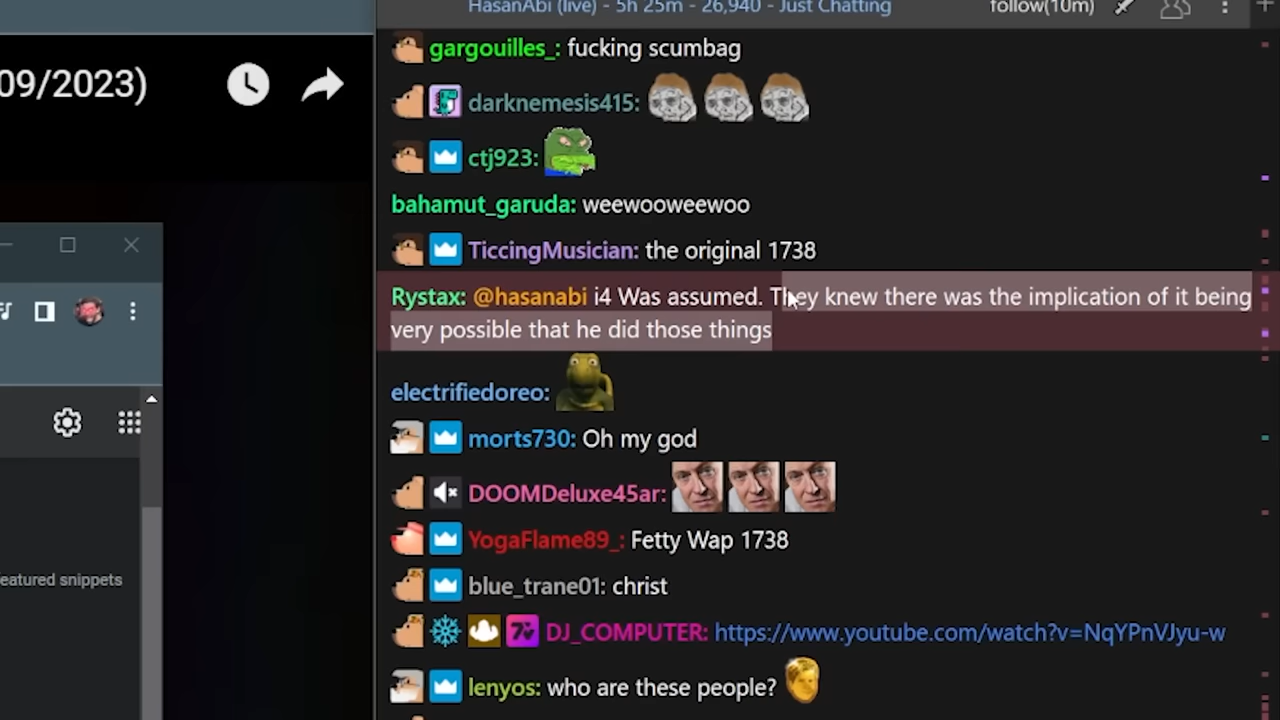 HasanAbi (live) - 5h 25m - 26,940 - Just Chatting
follow(10m)
09/2023)
gargouilles_: fucking scumbag
darknemesis415:
ctj923:
bahamut_garuda: weewooweewoo
TiccingMusician: the original 1738
Rystax: @hasanabi i4 Was assumed. They knew there was the implication of it being
very possible that he did those things
electrifiedoreo:
morts730: Oh my god
DOOMDeluxe45ar:
YogaFlame89_: Fetty Wap 1738
eatured snippets
blue_trane01: christ
DJ_COMPUTER: https://www.youtube.com/watch?v=NqYPnVJyu-w
lenyos: who are these people?